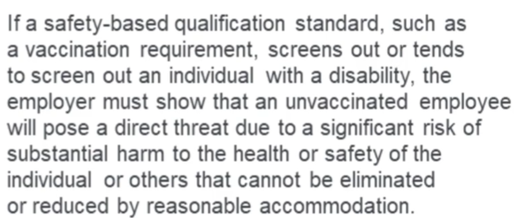 If a safety-based qualification standard, such as
a vaccination requirement, screens out or tends
to screen out an individual with a disability, the
employer must show that an unvaccinated employee
will pose a direct threat due to a significant risk of
substantial harm to the health or safety of the
individual or others that cannot be eliminated
or reduced by reasonable accommodation.